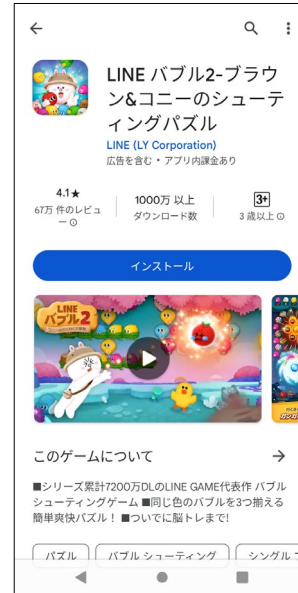 LINE バブル2-ブラウ
ン&コニーのシューテ
ィングパズル
LINE (LY Corporation)
広告を含む・アプリ内課金あり
4.1★
67万 件のレビュ
ー
1000万 以上
ダウンロード数
3+
3 歳以上
インストール
LINE
バブル2
このゲームについて
■シリーズ累計7200万DLのLINE GAME代表作 バブル
シューティングゲーム ■同じ色のバブルを3つ揃える
簡単爽快パズル！ ■ついでに脳トレまで!
パズル
バブル シューティング
シングル